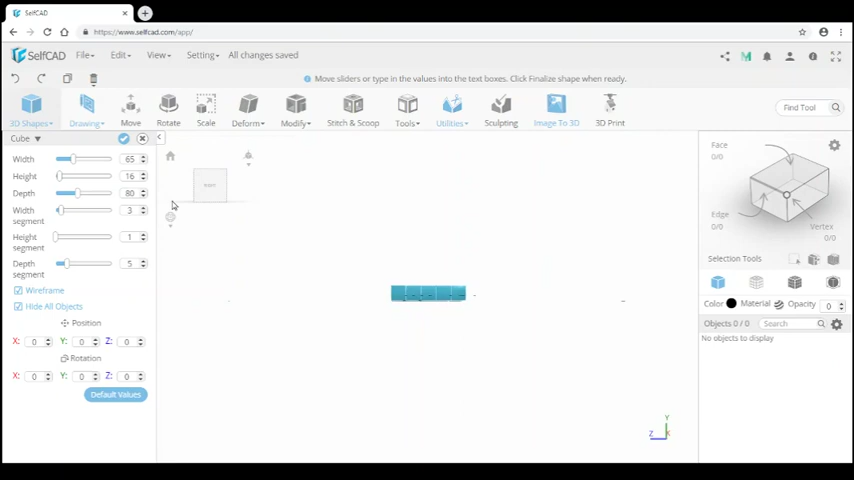 SelfCAD
https://www.selfcad.com/app/
SelfCAD File Edit View Setting All changes saved
Move sliders or type in the values into the text boxes. Click Finalize shape when ready.
3D Shapes Drawing Move Rotate Scale Deform Modify Stitch & Scoop Tools Utilities Sculpting Image To 3D 3D Print Find Tool
Cube
Width 65
Height 16
Depth 80
Width segment 3
Height segment 1
Depth segment 5
Wireframe
Hide All Objects
Position
X: 0 Y: 0 Z: 0
Rotation
X: 0 Y: 0 Z: 0
Default Values
Y
Z X
Face
0/0
Edge
0/0
Vertex
0/0
Selection Tools
Color Material Opacity 0
Objects 0 / 0 Search
No objects to display